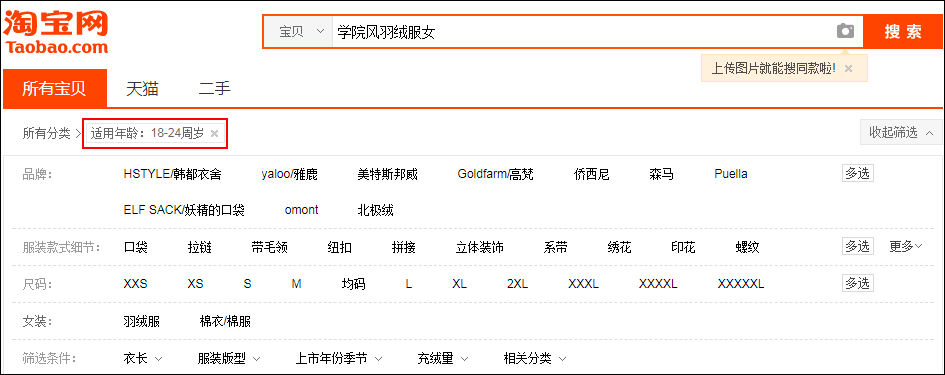 淘宝网
Taobao.com
宝贝 学院风羽绒服女 搜 索
上传图片就能搜同款啦! ×
所有宝贝 天猫 二手
所有分类 > 适用年龄：18-24周岁 × 收起筛选
品牌： HSTYLE/韩都衣舍 yaloo/雅鹿 美特斯邦威 Goldfarm/高梵 侨西尼 森马 Puella 多选
ELF SACK/妖精的口袋 omont 北极绒
服装款式细节： 口袋 拉链 带毛领 纽扣 拼接 立体装饰 系带 绣花 印花 螺纹 多选 更多
尺码： XXS XS S M 均码 L XL 2XL XXXL XXXXL XXXXXL 多选
女装： 羽绒服 棉衣/棉服
筛选条件： 衣长 服装版型 上市年份季节 充绒量 相关分类